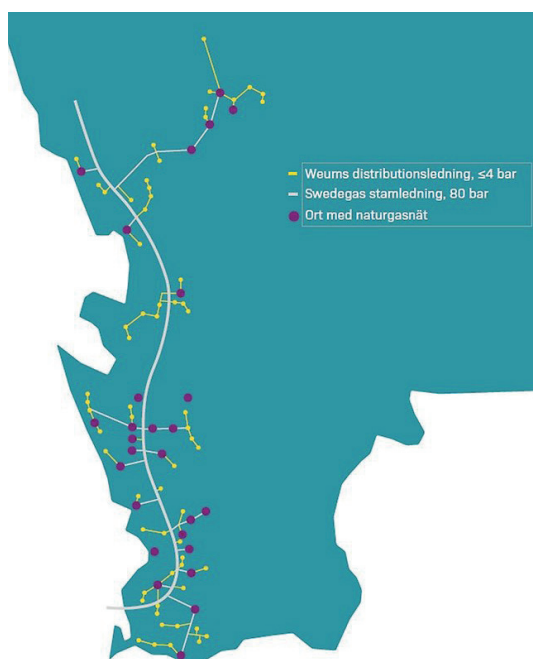 Weums distributionsledning, ≤4 bar
Swedegas stamledning, 80 bar
Ort med naturgasnät